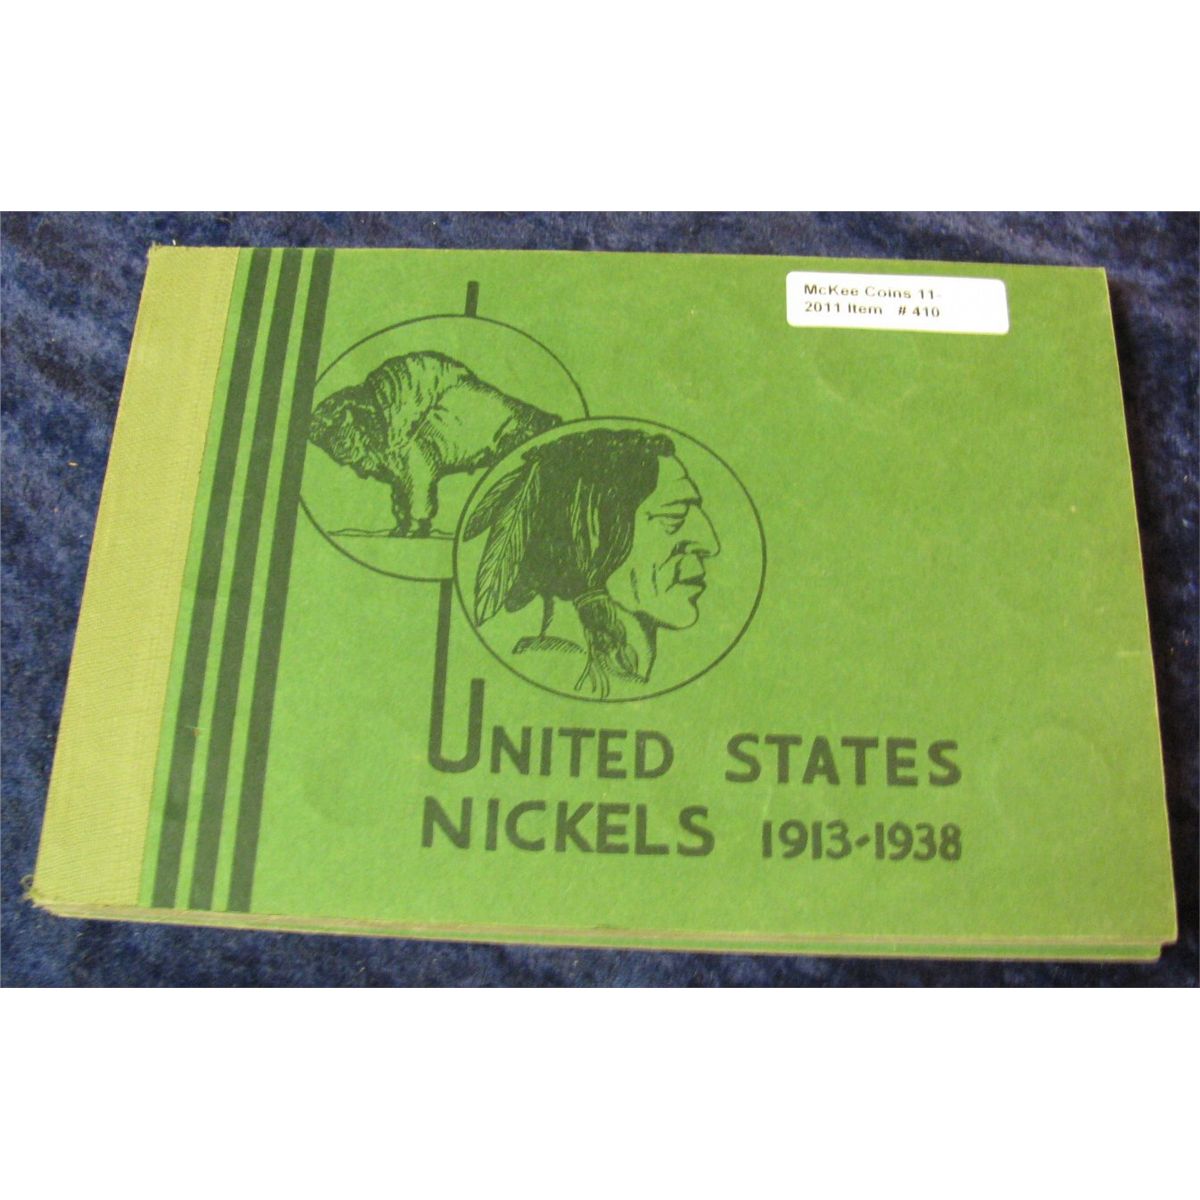 McKee Coins 11-
2011 Item # 410
UNITED STATES
NICKELS 1913-1938